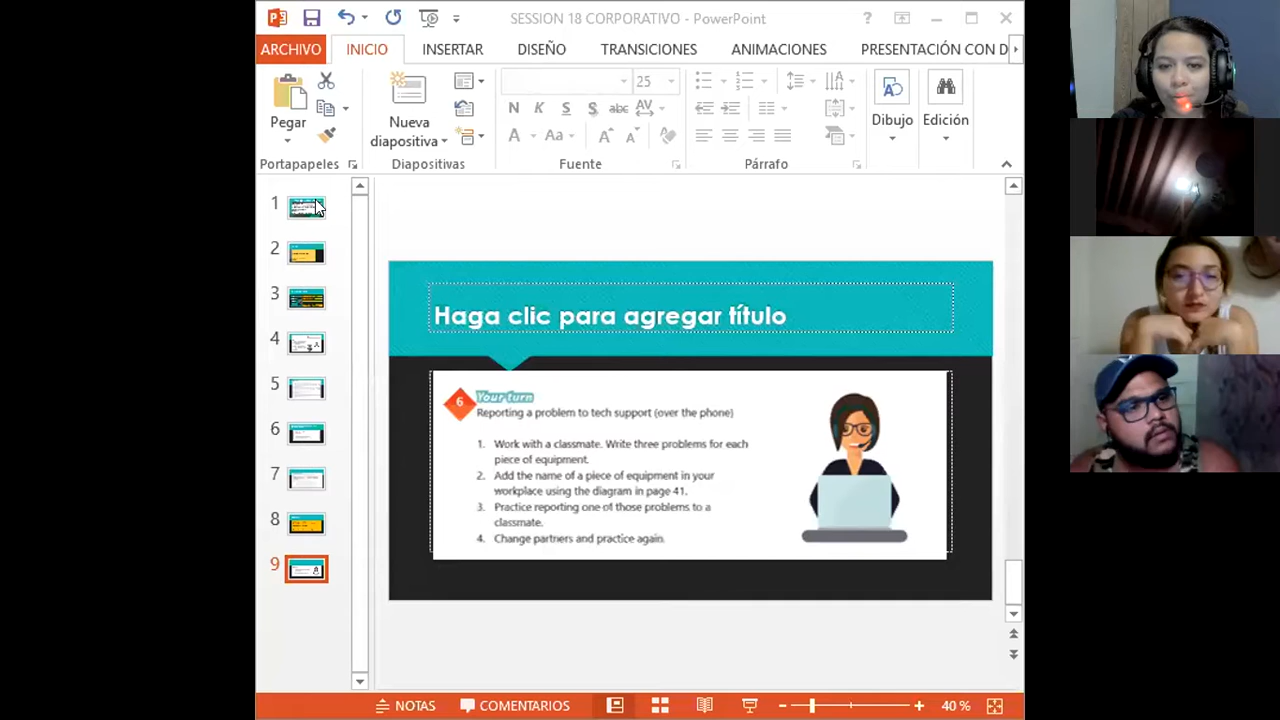 SESSION 18 CORPORATIVO - PowerPoint
ARCHIVO INICIO INSERTAR DISEÑO TRANSICIONES ANIMACIONES PRESENTACIÓN CON D
25
N K S S abc AV
Pegar Nueva diapositiva Dibujo Edición
A Aa A A
Portapapeles Diapositivas Fuente Párrafo
1
2
3
4
5
6
7
8
9
Haga clic para agregar título
6 Your turn
Reporting a problem to tech support (over the phone)
1. Work with a classmate. Write three problems for each
piece of equipment.
2. Add the name of a piece of equipment in your
workplace using the diagram in page 41.
3. Practice reporting one of those problems to a
classmate.
4. Change partners and practice again.
NOTAS COMENTARIOS 40 %